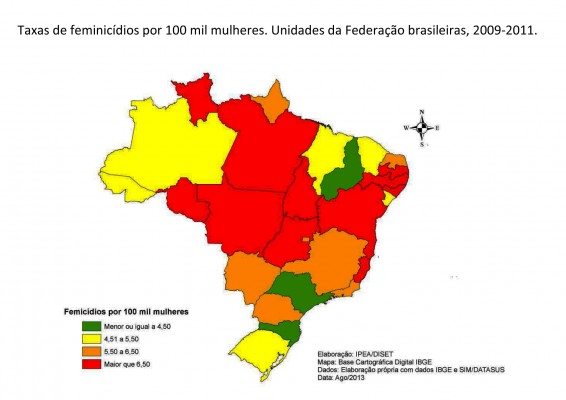 Taxas de feminicídios por 100 mil mulheres. Unidades da Federação brasileiras, 2009-2011.
N
W E
S
Femicídios por 100 mil mulheres
Menor ou igual a 4,50
4,51 a 5,50
5,50 a 6,50
Maior que 6,50
Elaboração: IPEA/DISET
Mapa: Base Cartográfica Digital IBGE
Dados: Elaboração própria com dados IBGE e SIM/DATASUS
Data: Ago/2013